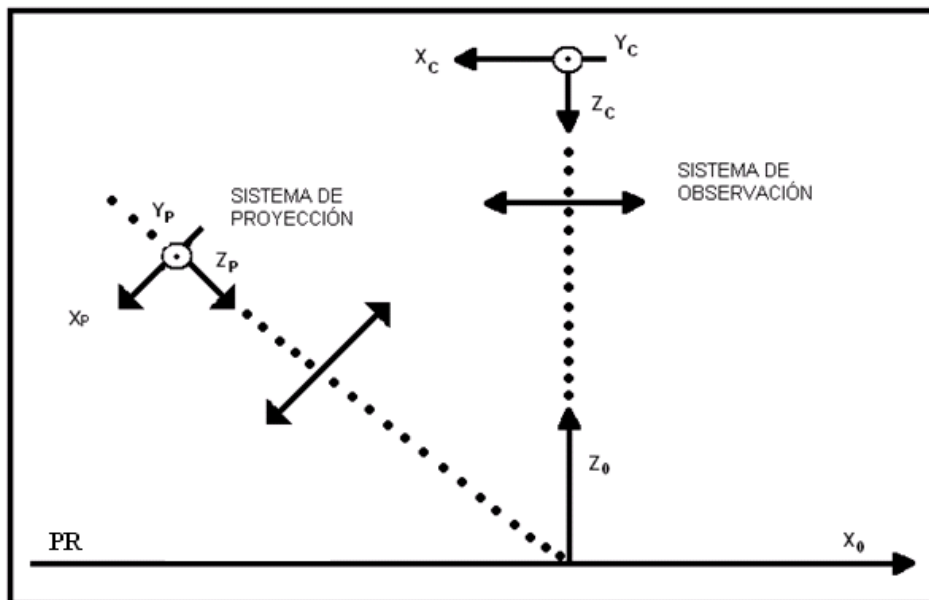 X_C
Y_C
Z_C
SISTEMA DE
OBSERVACIÓN
SISTEMA DE
PROYECCIÓN
Y_P
Z_P
X_P
Z_0
PR
X_0